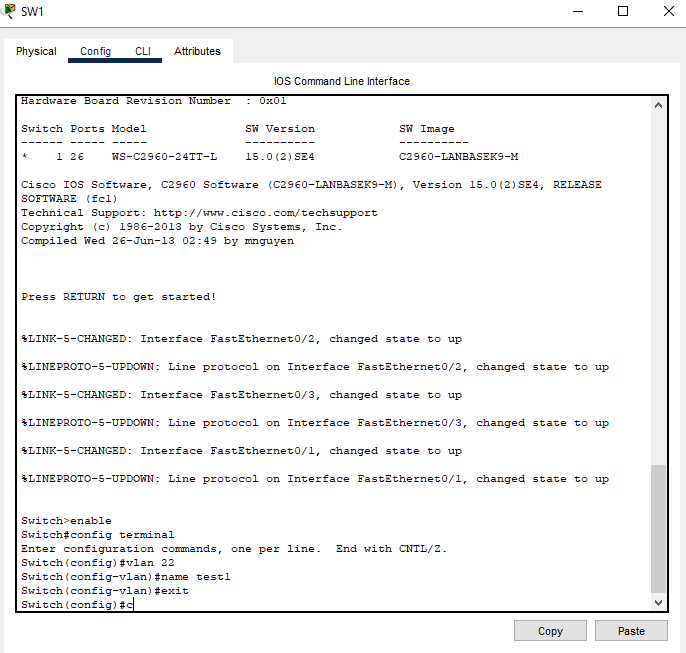 SW1
Physical Config CLI Attributes
IOS Command Line Interface
Hardware Board Revision Number  : 0x01
Switch Ports Model              SW Version            SW Image
------ ----- -----              ----------            ----------
*    1 26    WS-C2960-24TT-L    15.0(2)SE4            C2960-LANBASEK9-M
Cisco IOS Software, C2960 Software (C2960-LANBASEK9-M), Version 15.0(2)SE4, RELEASE
SOFTWARE (fc1)
Technical Support: http://www.cisco.com/techsupport
Copyright (c) 1986-2013 by Cisco Systems, Inc.
Compiled Wed 26-Jun-13 02:49 by mnguyen
Press RETURN to get started!
%LINK-5-CHANGED: Interface FastEthernet0/2, changed state to up
%LINEPROTO-5-UPDOWN: Line protocol on Interface FastEthernet0/2, changed state to up
%LINK-5-CHANGED: Interface FastEthernet0/3, changed state to up
%LINEPROTO-5-UPDOWN: Line protocol on Interface FastEthernet0/3, changed state to up
%LINK-5-CHANGED: Interface FastEthernet0/1, changed state to up
%LINEPROTO-5-UPDOWN: Line protocol on Interface FastEthernet0/1, changed state to up
Switch>enable
Switch#config terminal
Enter configuration commands, one per line.  End with CNTL/Z.
Switch(config)#vlan 22
Switch(config-vlan)#name test1
Switch(config-vlan)#exit
Switch(config)#c
Copy Paste